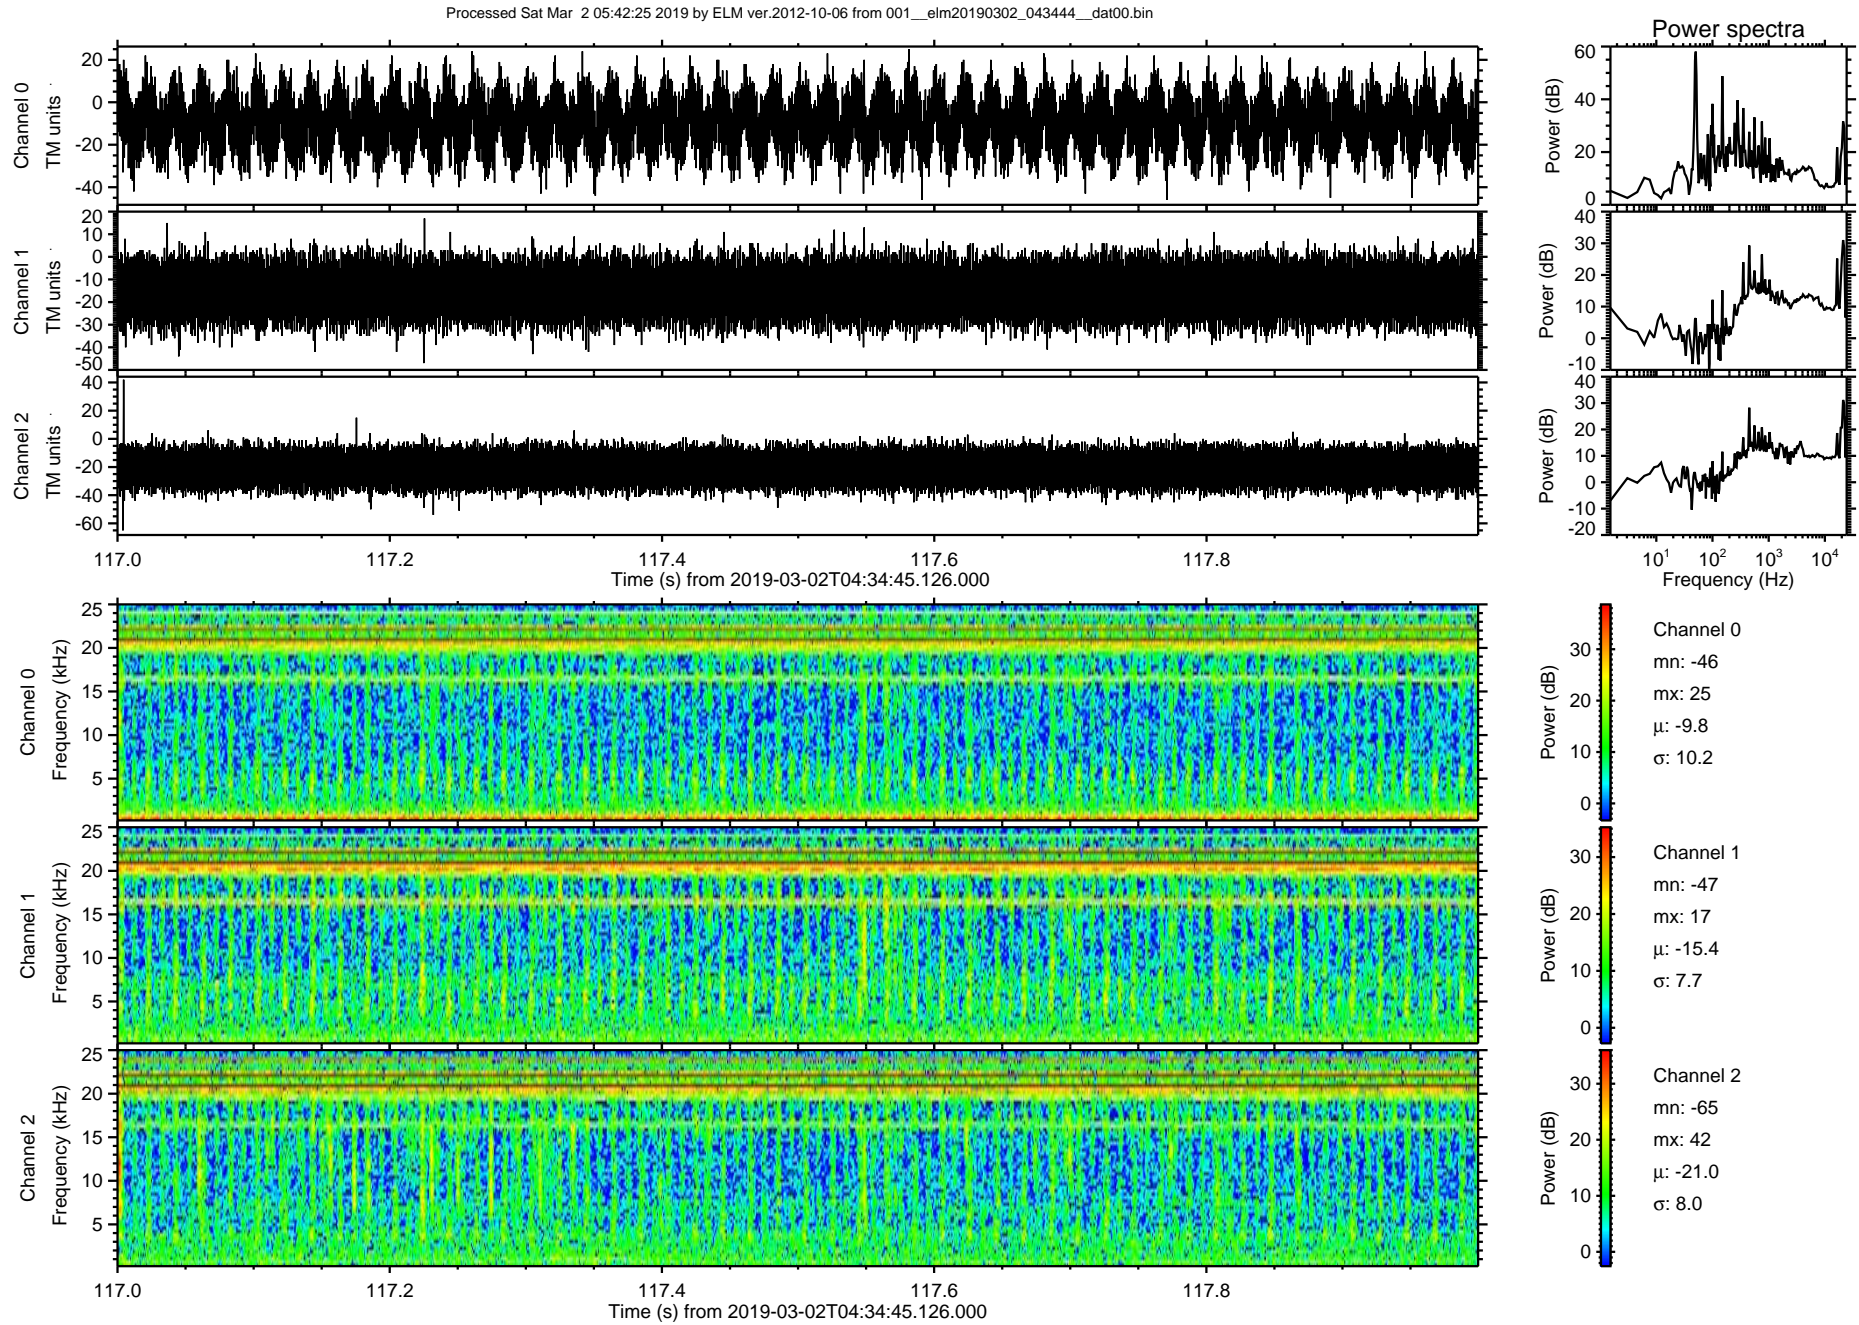 Processed Sat Mar  2 05:42:25 2019 by ELM ver.2012-10-06 from 001__elm20190302_043444__dat00.bin
Power spectra
Channel 0
TM units
20
0
-20
-40
Power (dB)
60
40
20
0
Channel 1
TM units
20
10
0
-10
-20
-30
-40
-50
Power (dB)
40
30
20
10
0
-10
Channel 2
TM units
40
20
0
-20
-40
-60
Power (dB)
40
30
20
10
0
-10
-20
117.0 117.2 117.4 117.6 117.8
Time (s) from 2019-03-02T04:34:45.126.000
10^1 10^2 10^3 10^4
Frequency (Hz)
Channel 0
Frequency (kHz)
25
20
15
10
5
Power (dB)
30
20
10
0
Channel 0
mn: -46
mx: 25
μ: -9.8
σ: 10.2
Channel 1
Frequency (kHz)
25
20
15
10
5
Power (dB)
30
20
10
0
Channel 1
mn: -47
mx: 17
μ: -15.4
σ: 7.7
Channel 2
Frequency (kHz)
25
20
15
10
5
Power (dB)
30
20
10
0
Channel 2
mn: -65
mx: 42
μ: -21.0
σ: 8.0
117.0 117.2 117.4 117.6 117.8
Time (s) from 2019-03-02T04:34:45.126.000